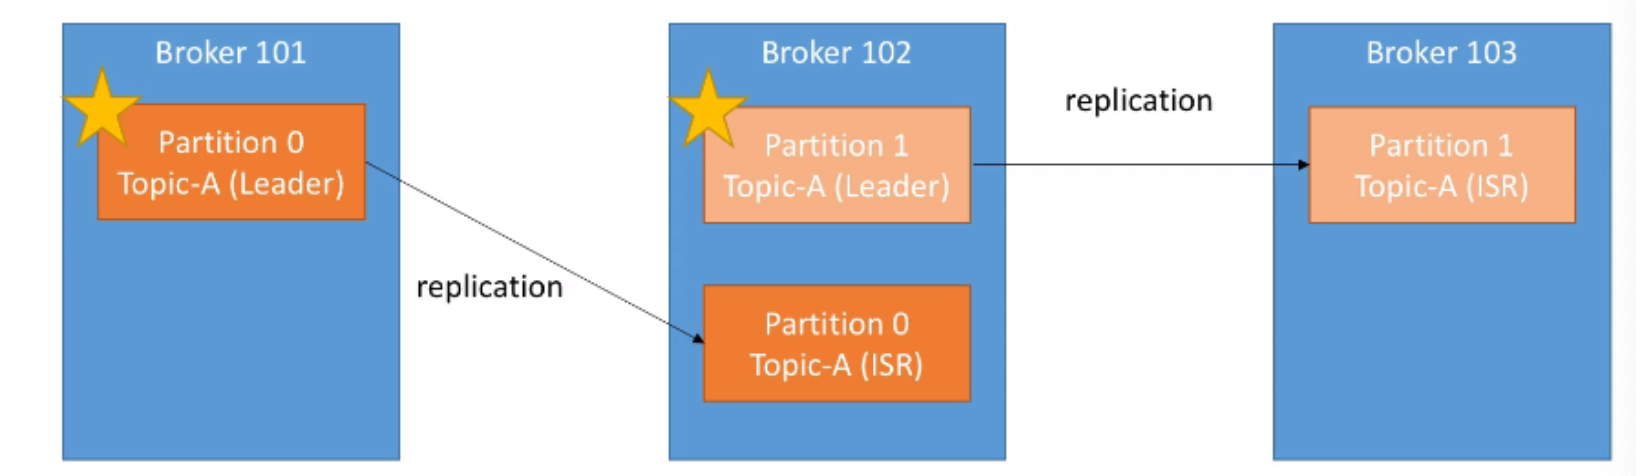 Broker 101
Partition 0
Topic-A (Leader)
replication
Broker 102
Partition 1
Topic-A (Leader)
Partition 0
Topic-A (ISR)
replication
Broker 103
Partition 1
Topic-A (ISR)